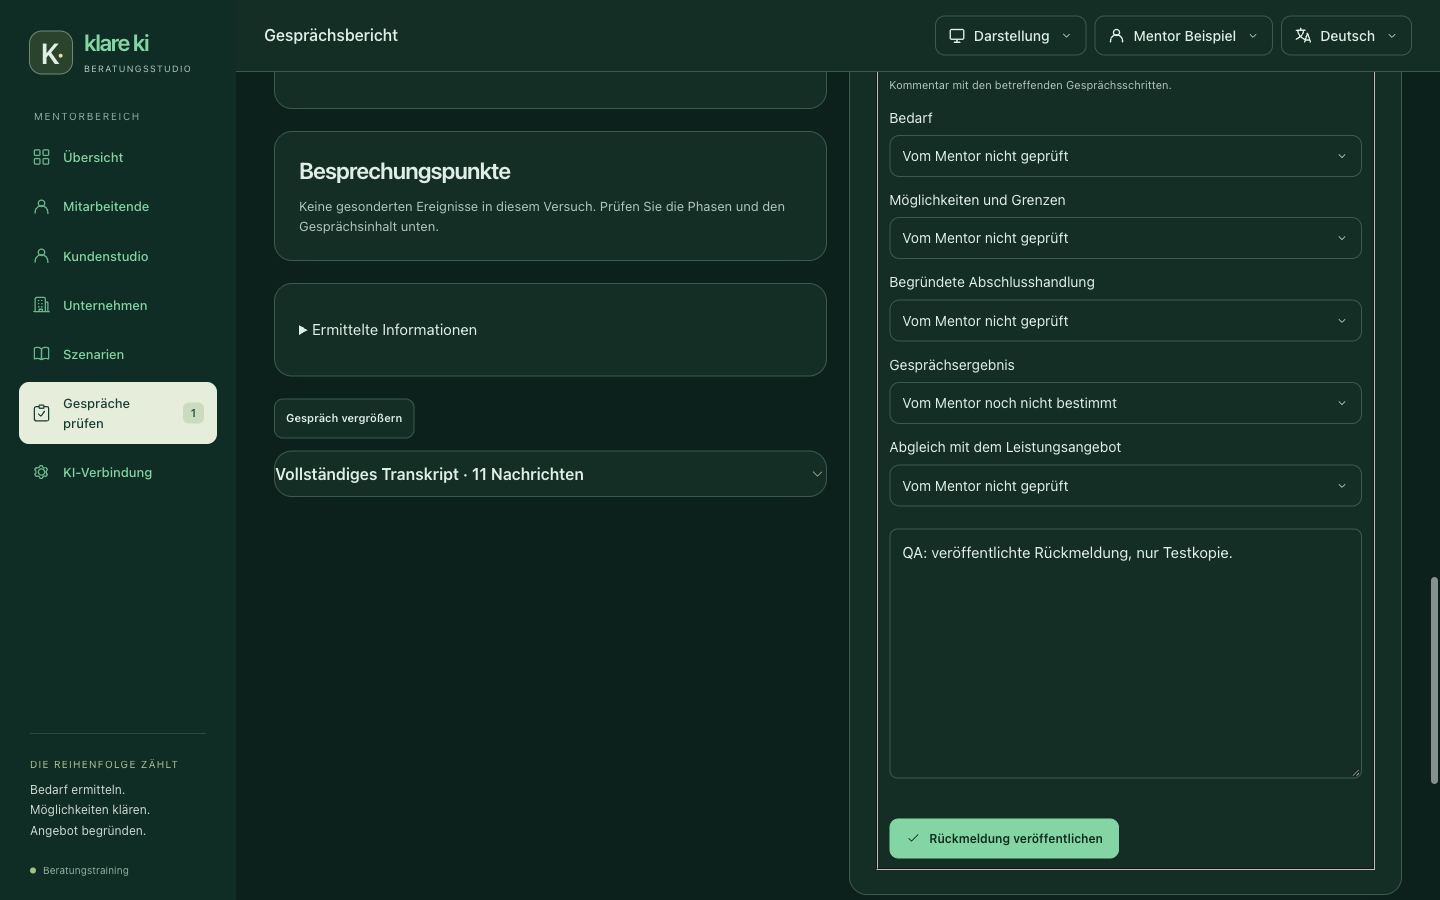 K
klare ki
BERATUNGSSTUDIO
MENTORBEREICH
Übersicht
Mitarbeitende
Kundenstudio
Unternehmen
Szenarien
Gespräche
prüfen
1
KI-Verbindung
DIE REIHENFOLGE ZÄHLT
Bedarf ermitteln.
Möglichkeiten klären.
Angebot begründen.
Beratungstraining
Gesprächsbericht
Darstellung
Mentor Beispiel
Deutsch
Besprechungspunkte
Keine gesonderten Ereignisse in diesem Versuch. Prüfen Sie die Phasen und den
Gesprächsinhalt unten.
Ermittelte Informationen
Gespräch vergrößern
Vollständiges Transkript · 11 Nachrichten
Kommentar mit den betreffenden Gesprächsschritten.
Bedarf
Vom Mentor nicht geprüft
Möglichkeiten und Grenzen
Vom Mentor nicht geprüft
Begründete Abschlusshandlung
Vom Mentor nicht geprüft
Gesprächsergebnis
Vom Mentor noch nicht bestimmt
Abgleich mit dem Leistungsangebot
Vom Mentor nicht geprüft
QA: veröffentlichte Rückmeldung, nur Testkopie.
Rückmeldung veröffentlichen